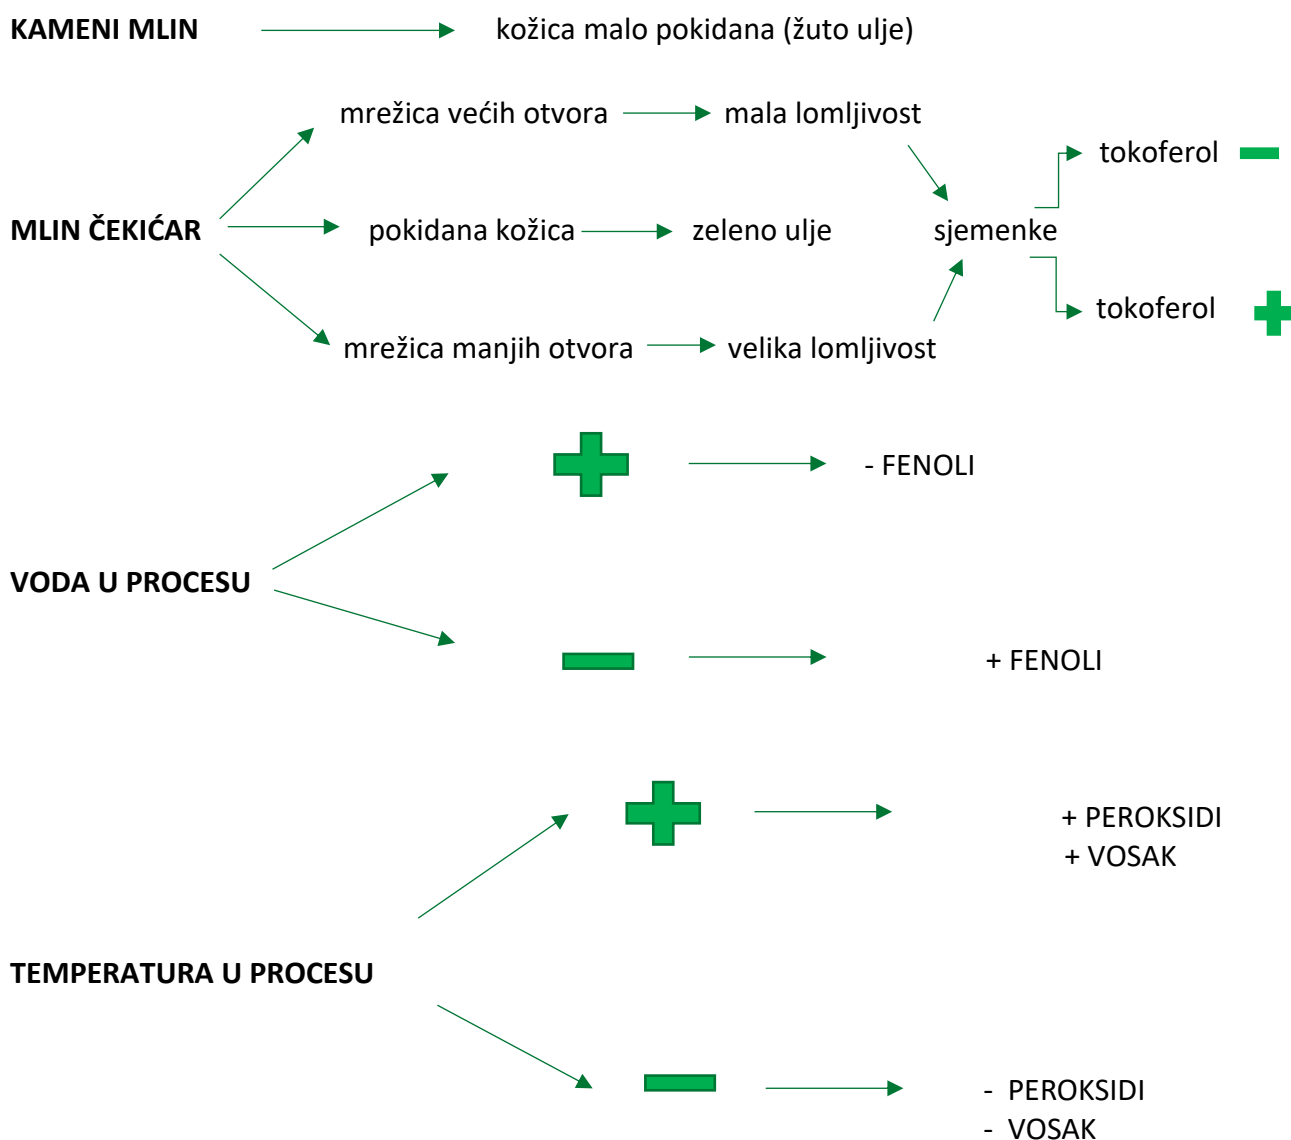 KAMENI MLIN kožica malo pokidana (žuto ulje)
mrežica većih otvora mala lomljivost
tokoferol
MLIN ČEKIĆAR pokidana kožica zeleno ulje sjemenke
tokoferol
mrežica manjih otvora velika lomljivost
- FENOLI
VODA U PROCESU
+ FENOLI
+ PEROKSIDI
+ VOSAK
TEMPERATURA U PROCESU
- PEROKSIDI
- VOSAK